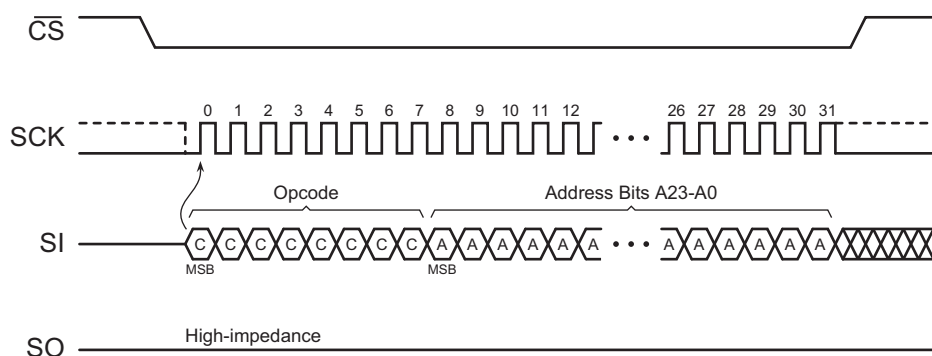 CS
SCK
0 1 2 3 4 5 6 7 8 9 10 11 12 26 27 28 29 30 31
• • •
Opcode Address Bits A23-A0
SI
C C C C C C C C A A A A A A • • • A A A A A A
MSB MSB
High-impedance
SO